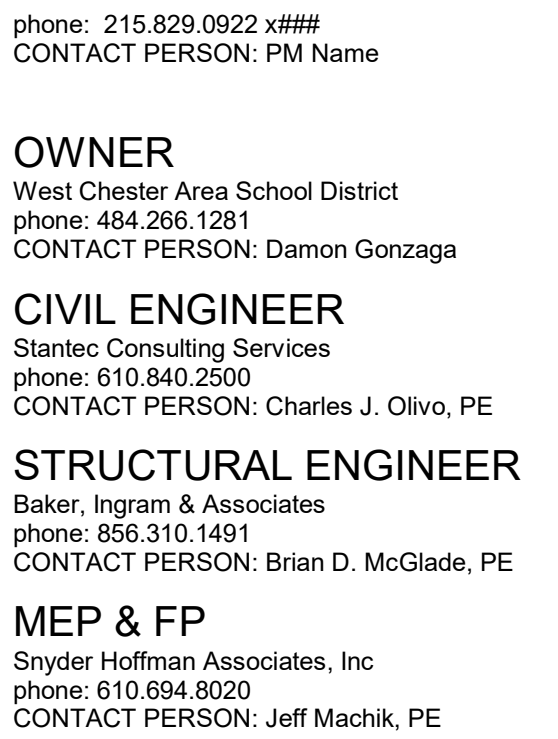 phone:  215.829.0922 x###
CONTACT PERSON: PM Name
OWNER
West Chester Area School District
phone: 484.266.1281
CONTACT PERSON: Damon Gonzaga
CIVIL ENGINEER
Stantec Consulting Services
phone: 610.840.2500
CONTACT PERSON: Charles J. Olivo, PE
STRUCTURAL ENGINEER
Baker, Ingram & Associates
phone: 856.310.1491
CONTACT PERSON: Brian D. McGlade, PE
MEP & FP
Snyder Hoffman Associates, Inc
phone: 610.694.8020
CONTACT PERSON: Jeff Machik, PE